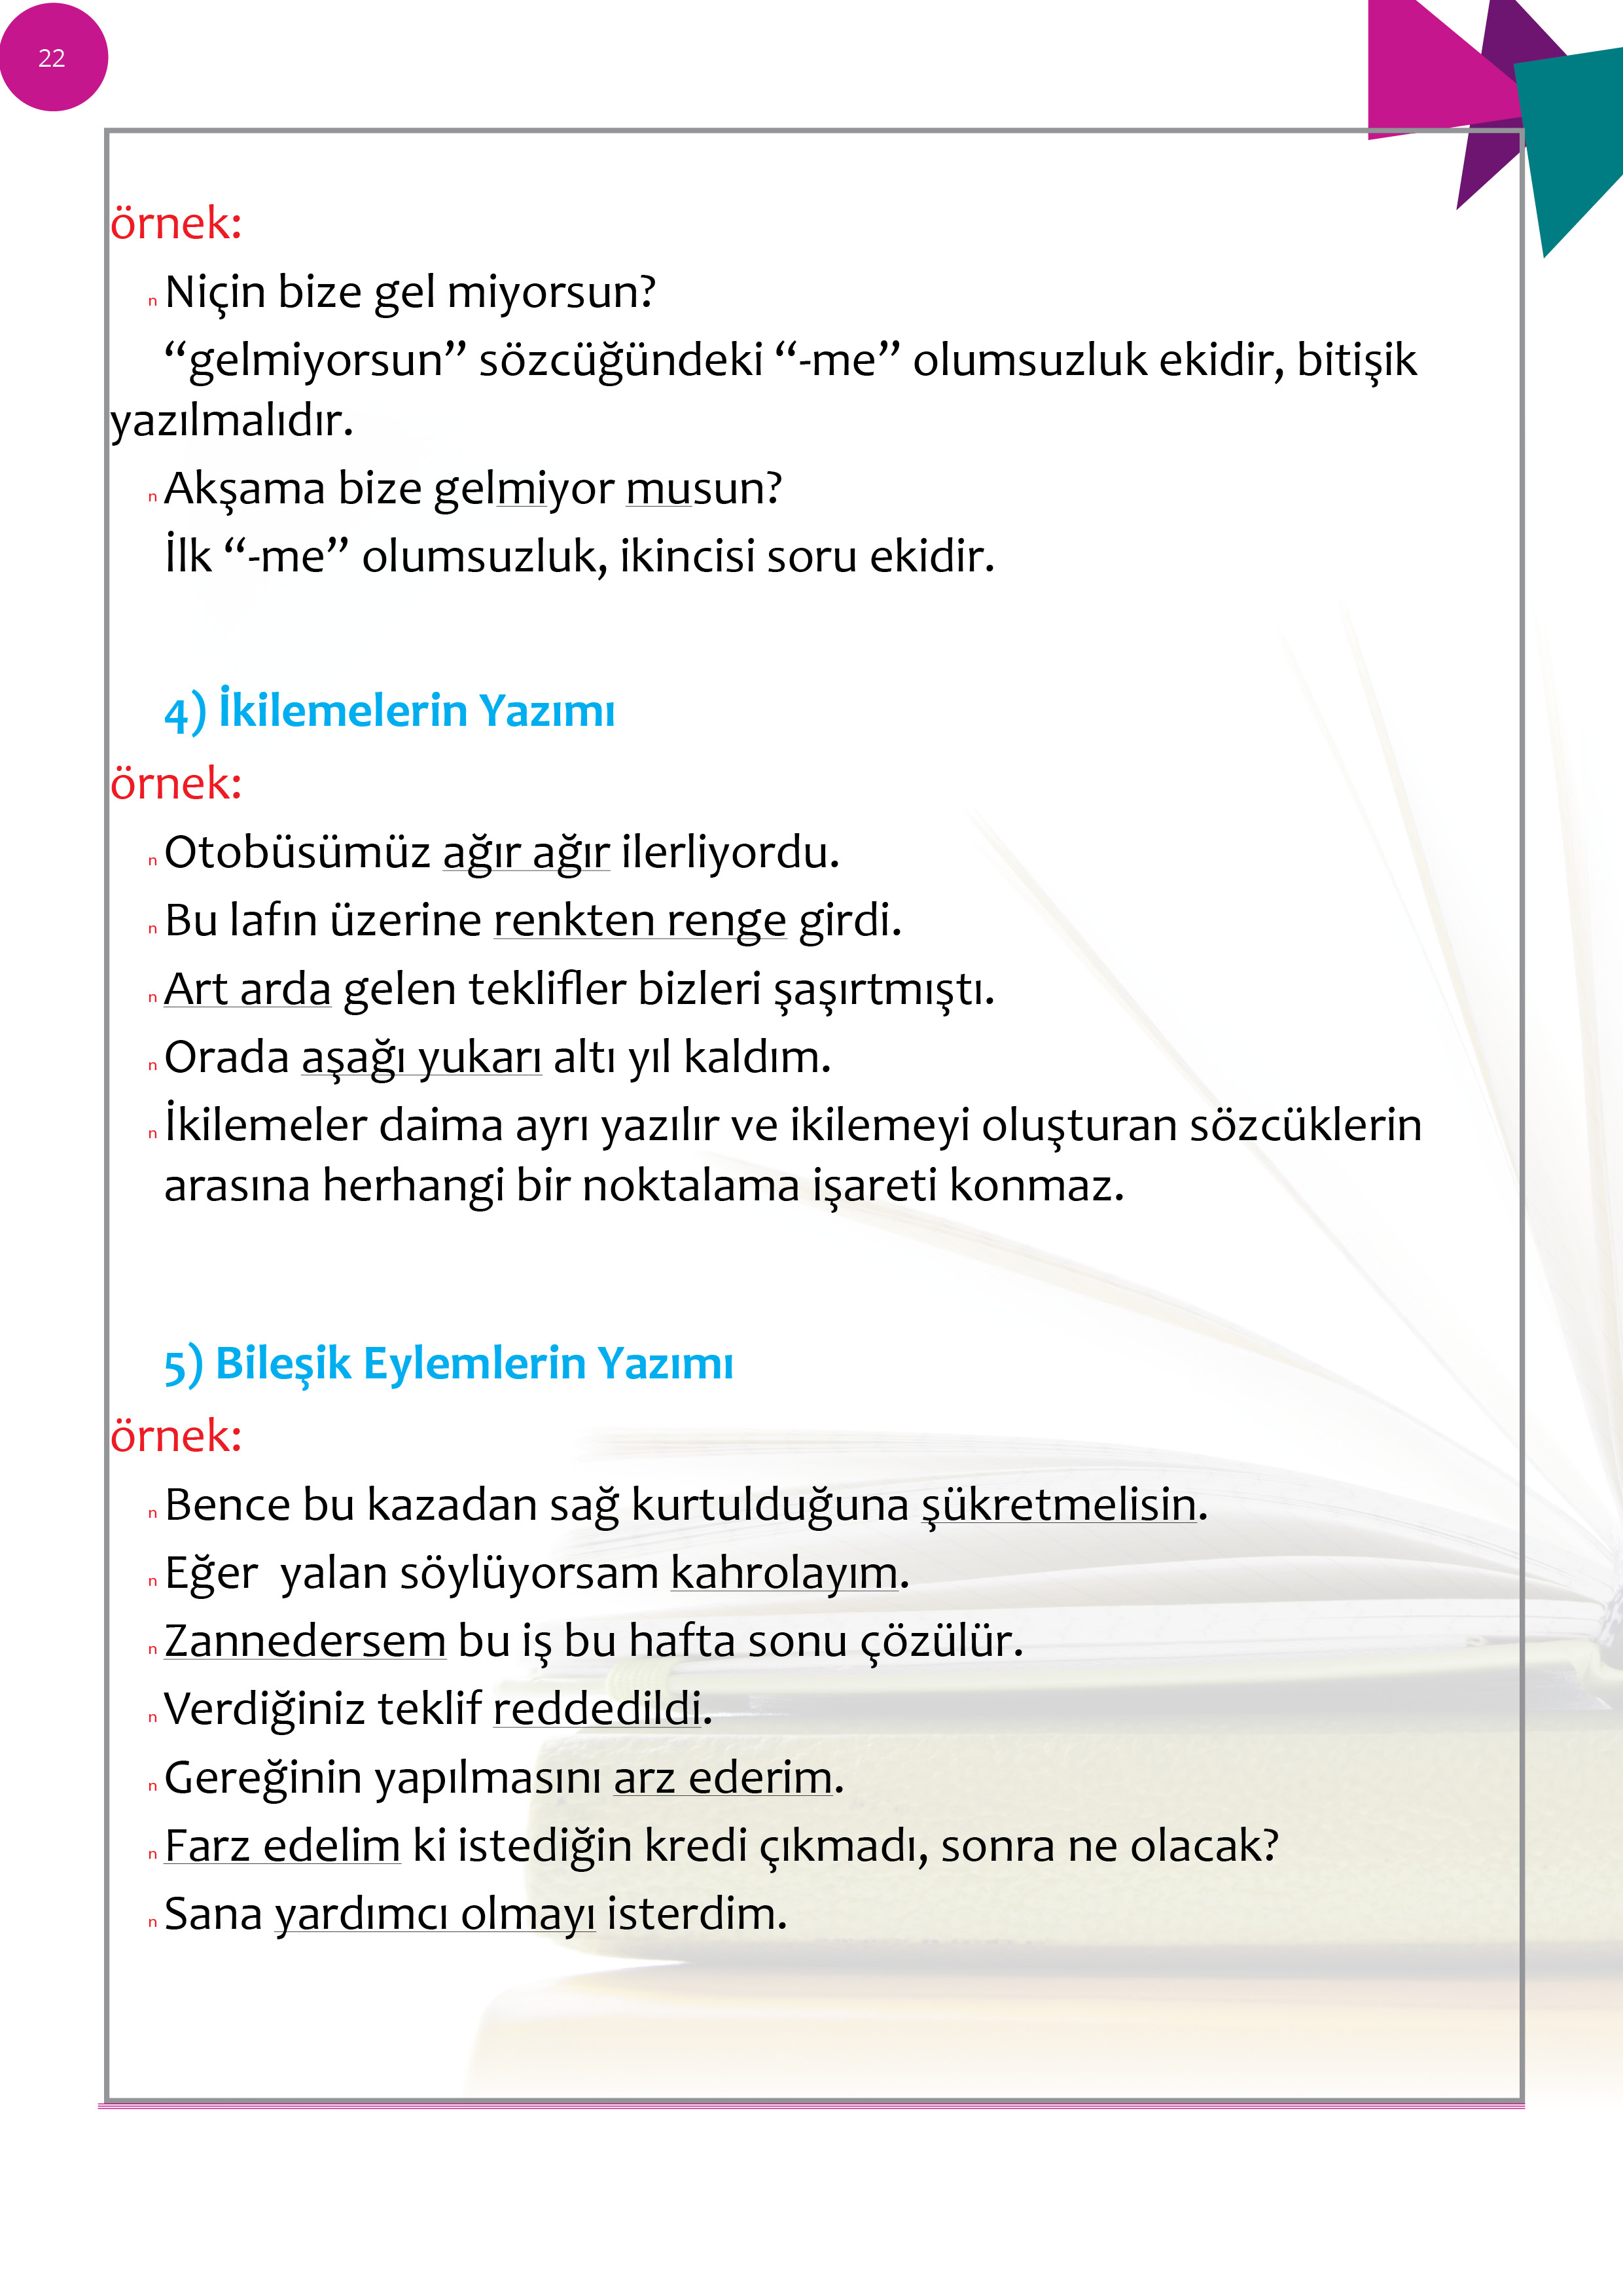 22
örnek:
n Niçin bize gel miyorsun?
“gelmiyorsun” sözcüğündeki “-me” olumsuzluk ekidir, bitişik
yazılmalıdır.
n Akşama bize gelmiyor musun?
İlk “-me” olumsuzluk, ikincisi soru ekidir.
4) İkilemelerin Yazımı
örnek:
n Otobüsümüz ağır ağır ilerliyordu.
n Bu lafın üzerine renkten renge girdi.
n Art arda gelen teklifler bizleri şaşırtmıştı.
n Orada aşağı yukarı altı yıl kaldım.
n İkilemeler daima ayrı yazılır ve ikilemeyi oluşturan sözcüklerin
arasına herhangi bir noktalama işareti konmaz.
5) Bileşik Eylemlerin Yazımı
örnek:
n Bence bu kazadan sağ kurtulduğuna şükretmelisin.
n Eğer  yalan söylüyorsam kahrolayım.
n Zannedersem bu iş bu hafta sonu çözülür.
n Verdiğiniz teklif reddedildi.
n Gereğinin yapılmasını arz ederim.
n Farz edelim ki istediğin kredi çıkmadı, sonra ne olacak?
n Sana yardımcı olmayı isterdim.